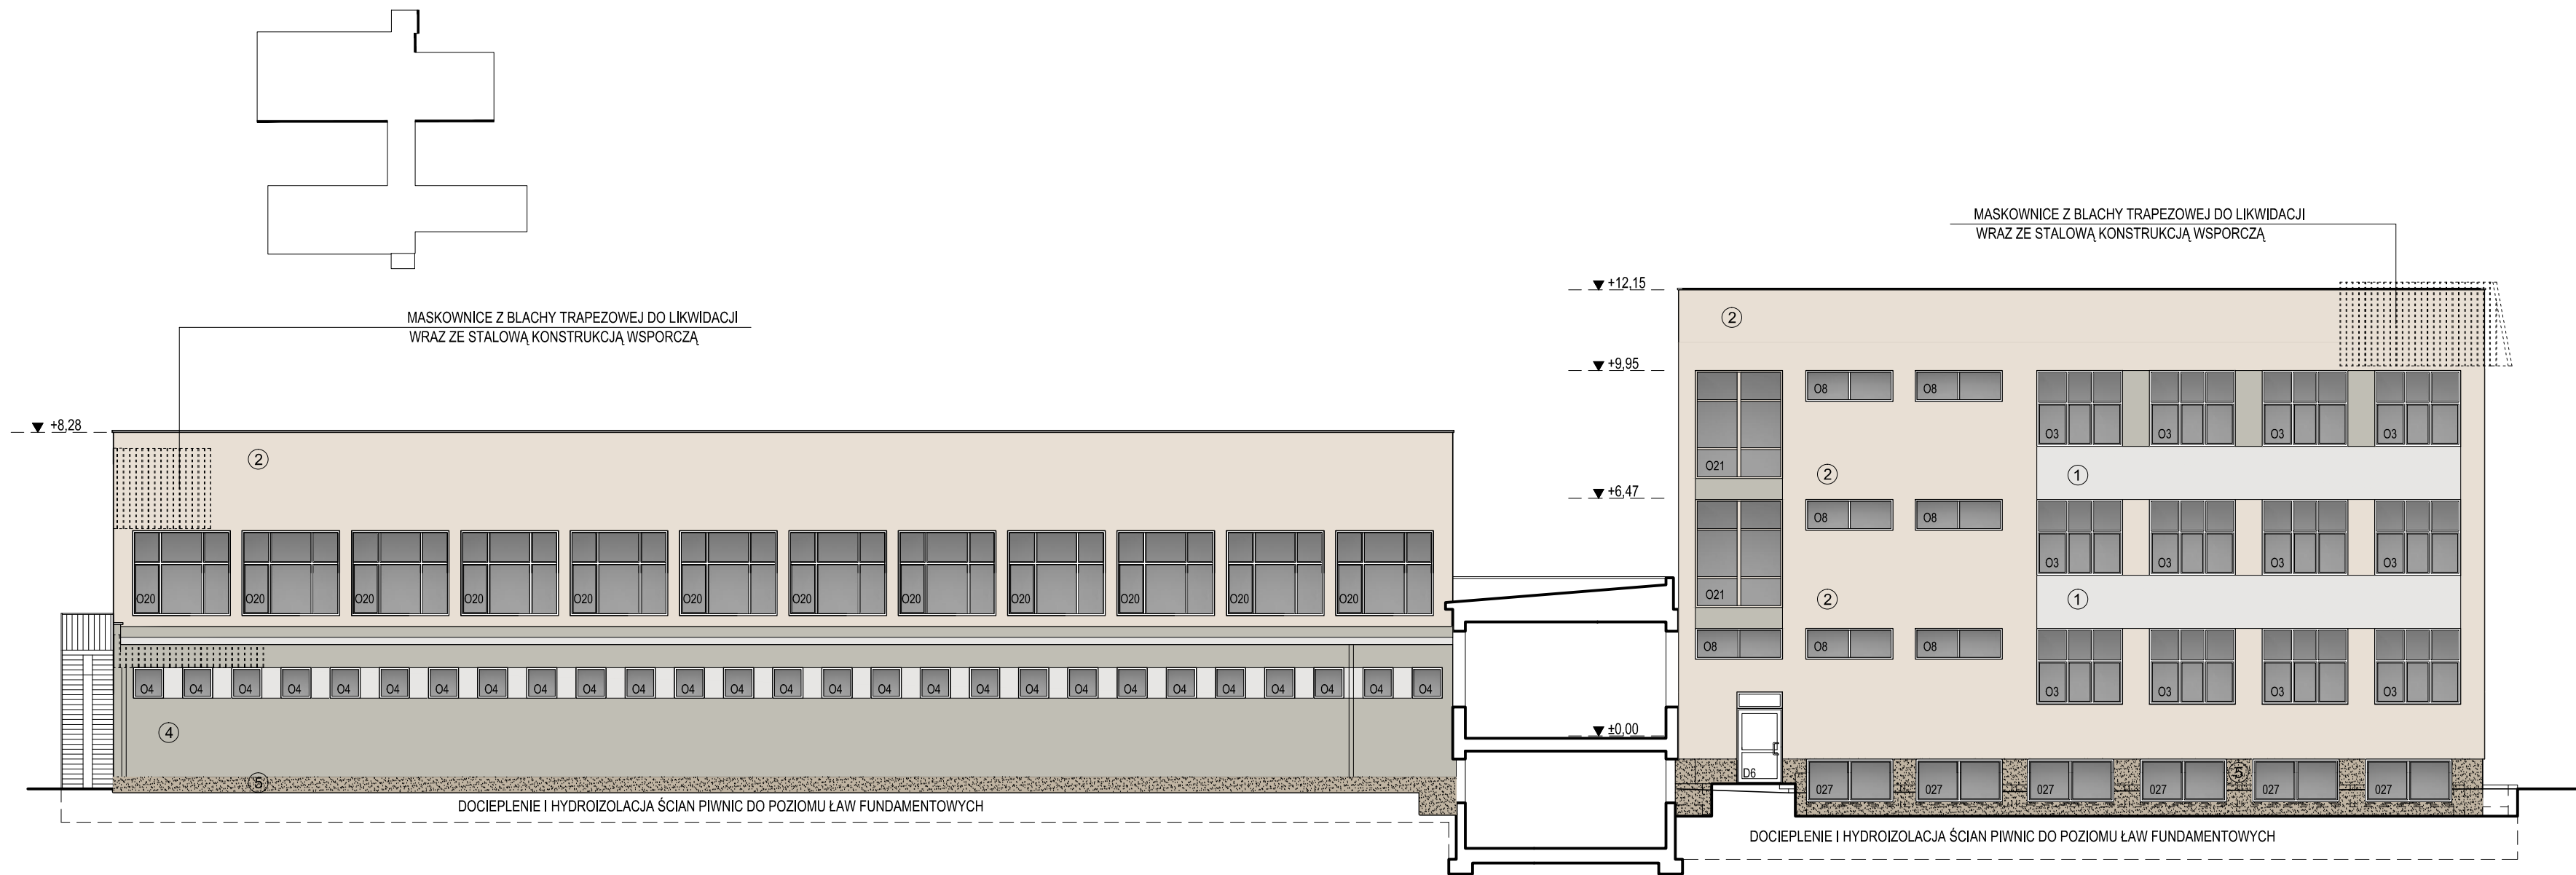 MASKOWNICE Z BLACHY TRAPEZOWEJ DO LIKWIDACJI
WRAZ ZE STALOWĄ KONSTRUKCJĄ WSPORCZĄ
MASKOWNICE Z BLACHY TRAPEZOWEJ DO LIKWIDACJI
WRAZ ZE STALOWĄ KONSTRUKCJĄ WSPORCZĄ
+8,28
2
O20 O20 O20 O20 O20 O20 O20 O20 O20 O20 O20 O20
O4 O4 O4 O4 O4 O4 O4 O4 O4 O4 O4 O4 O4 O4 O4 O4 O4 O4 O4 O4 O4 O4 O4 O4 O4 O4 O4
4
5
DOCIEPLENIE I HYDROIZOLACJA ŚCIAN PIWNIC DO POZIOMU ŁAW FUNDAMENTOWYCH
+12,15
2
+9,95
O8 O8
O3 O3 O3 O3
O21 2 1
+6,47
O8 O8
O3 O3 O3 O3
O21 2 1
O8 O8 O8
O3 O3 O3 O3
±0,00
D6 5
027 027 027 027 027 027
DOCIEPLENIE I HYDROIZOLACJA ŚCIAN PIWNIC DO POZIOMU ŁAW FUNDAMENTOWYCH